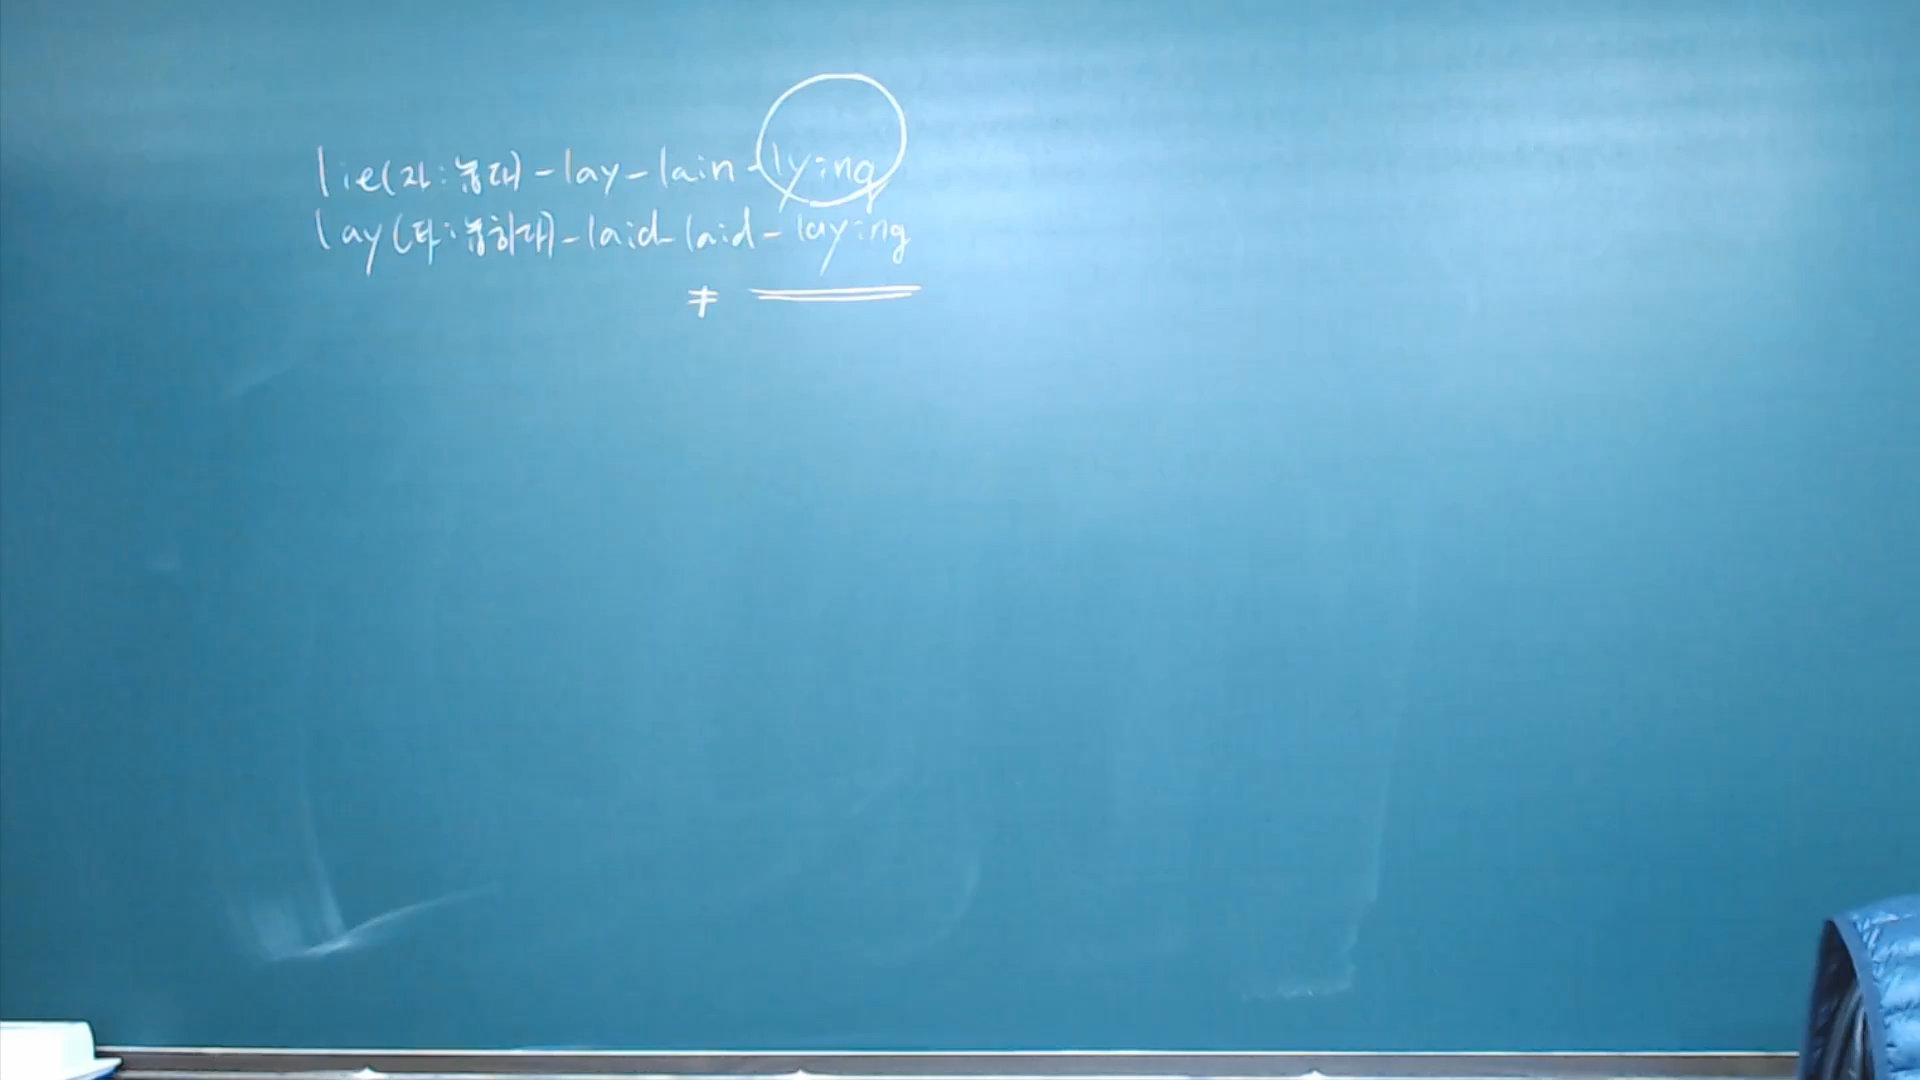 lie(자:눕다)-lay-lain-lying
lay(타:눕히다)-laid-laid-laying
≠